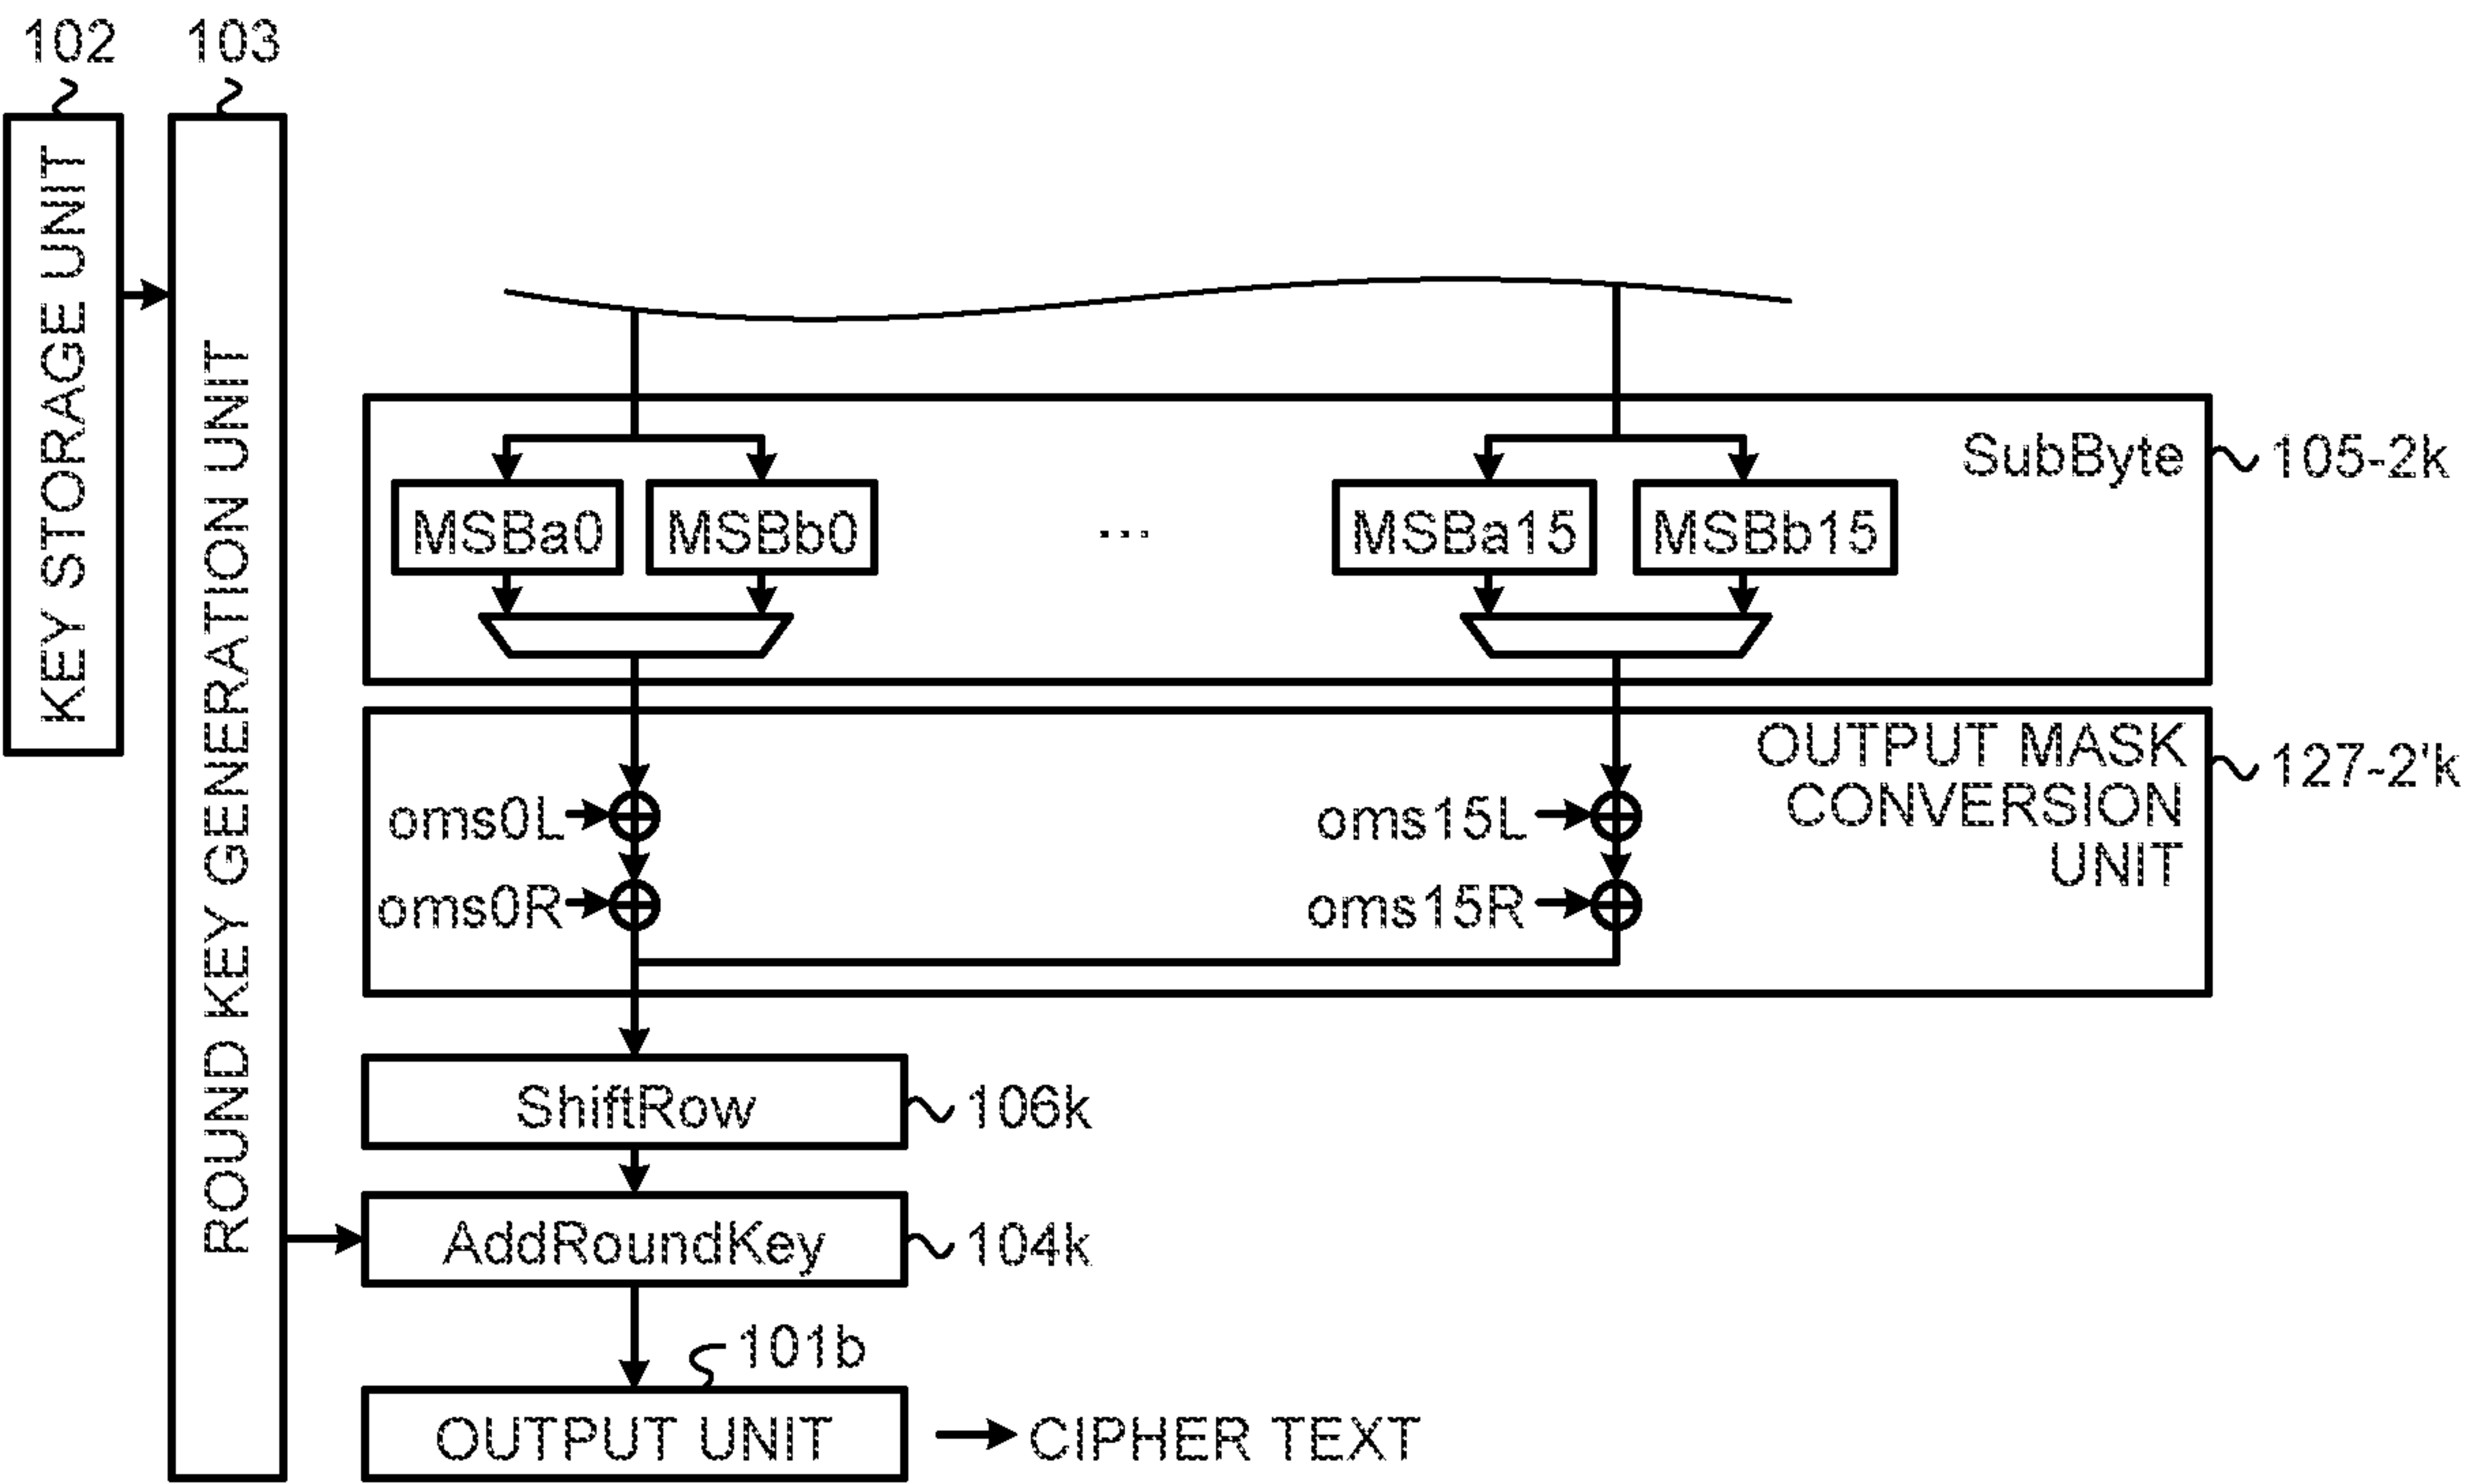 102
103
KEY STORAGE UNIT
ROUND KEY GENERATION UNIT
SubByte
105-2k
MSBa0
MSBb0
...
MSBa15
MSBb15
OUTPUT MASK
CONVERSION
UNIT
127-2'k
oms0L
oms15L
oms0R
oms15R
ShiftRow
106k
AddRoundKey
104k
101b
OUTPUT UNIT
CIPHER TEXT